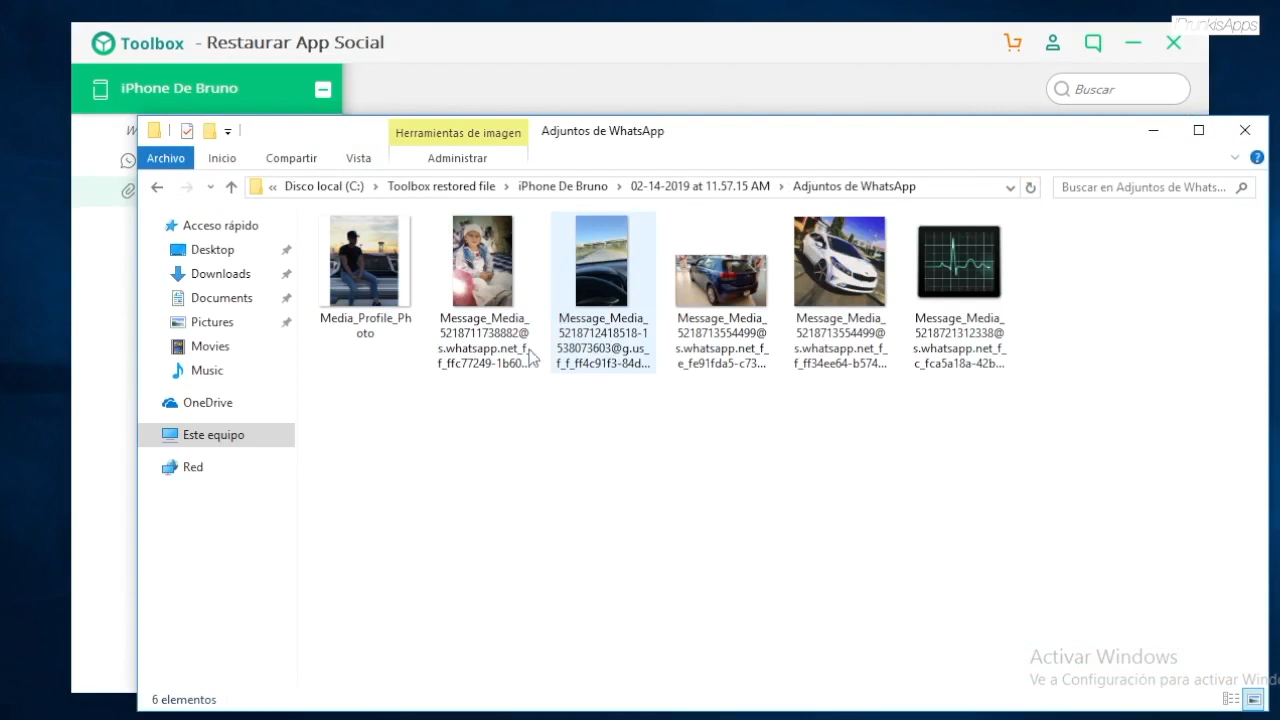 iDrunkisApps
Toolbox - Restaurar App Social
iPhone De Bruno
Buscar
W
Herramientas de imagen
Adjuntos de WhatsApp
Archivo
Inicio
Compartir
Vista
Administrar
« Disco local (C:) > Toolbox restored file > iPhone De Bruno > 02-14-2019 at 11.57.15 AM > Adjuntos de WhatsApp
Buscar en Adjuntos de Whats...
Acceso rápido
Desktop
Downloads
Documents
Pictures
Movies
Music
OneDrive
Este equipo
Red
Media_Profile_Ph
oto
Message_Media_
5218711738882@
s.whatsapp.net_f_
f_ffc77249-1b60...
Message_Media_
5218712418518-1
538073603@g.us_
f_f_ff4c91f3-84d...
Message_Media_
5218713554499@
s.whatsapp.net_f_
e_fe91fda5-c73...
Message_Media_
5218713554499@
s.whatsapp.net_f_
f_ff34ee64-b574...
Message_Media_
5218721312338@
s.whatsapp.net_f_
c_fca5a18a-42b...
Activar Windows
Ve a Configuración para activar Windo
6 elementos